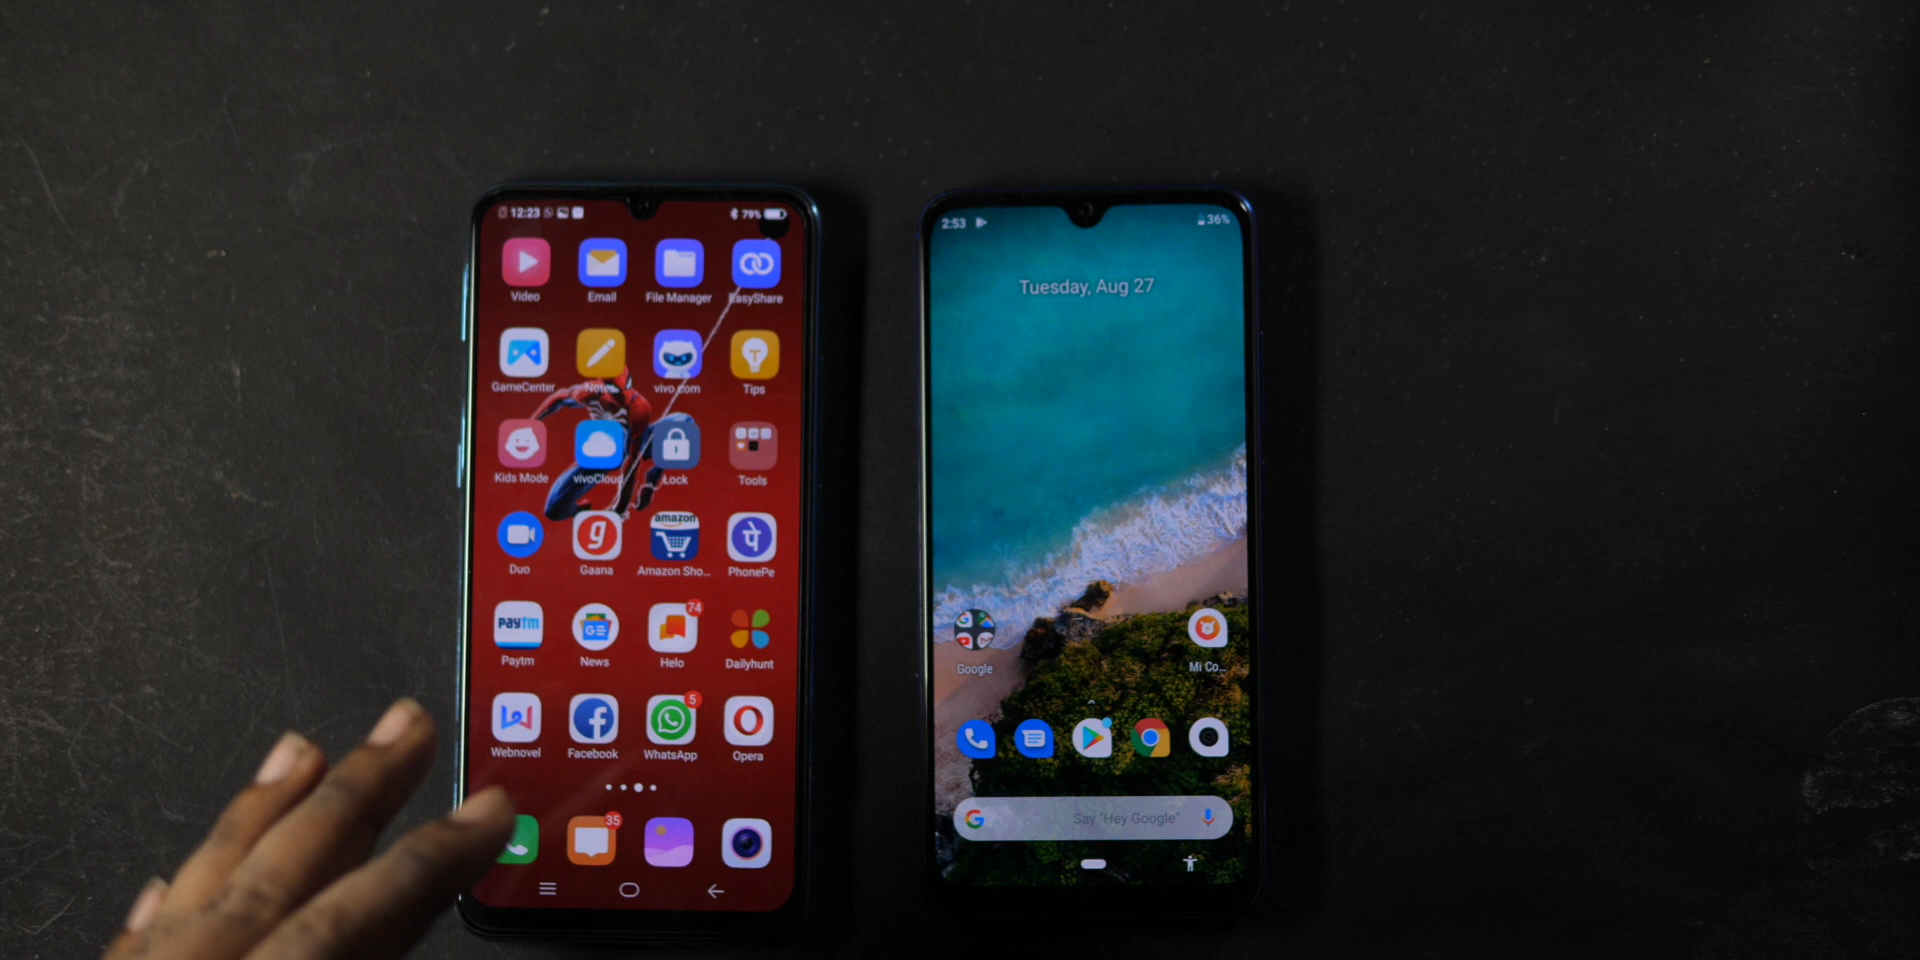 12:23 79%
Video Email File Manager EasyShare
GameCenter Notes vivo.com Tips
Kids Mode vivoCloud Lock Tools
g amazon पे
Duo Gaana Amazon Sho... PhonePe
paytm GE 74
Paytm News Helo Dailyhunt
5
Webnovel Facebook WhatsApp Opera
35
2:53 36%
Tuesday, Aug 27
Google Mi Co...
Say "Hey Google"